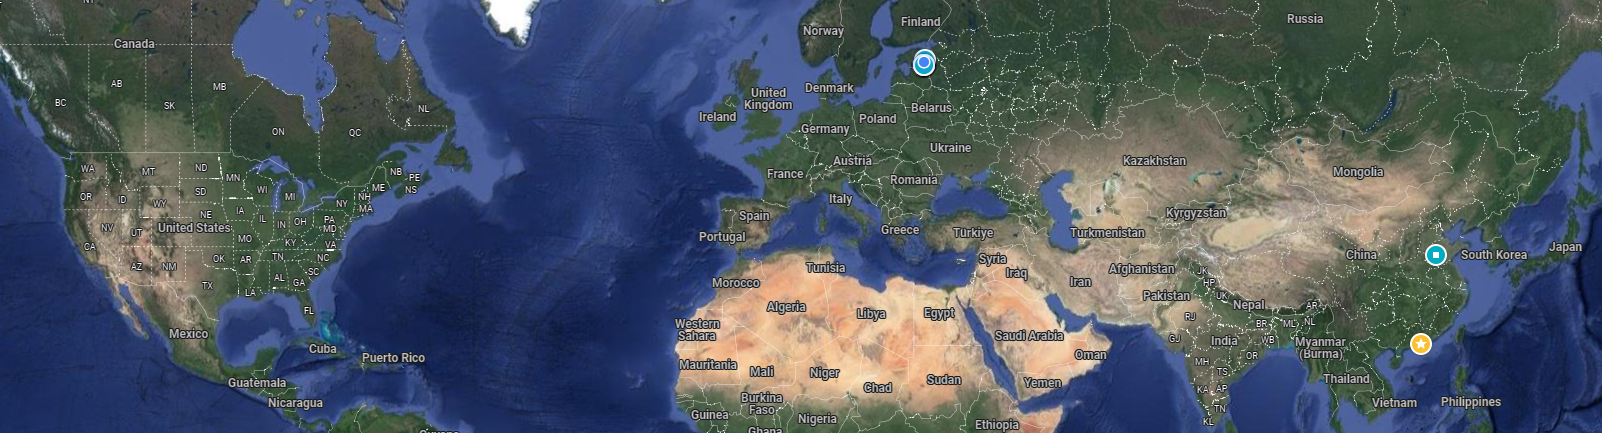 Canada
AB
MB
BC
SK
ON
QC
NL
WA
MT
ND
MN
OR
ID
WY
SD
WI
MI
NY
ME
NB
PE
NS
NH
MA
NV
UT
United States
NE
IA
IL
IN
OH
PA
MD
CA
AZ
NM
OK
MO
AR
KY
TN
VA
NC
SC
TX
LA
AL
GA
FL
Mexico
Cuba
Puerto Rico
Guatemala
Nicaragua
Norway
Finland
Russia
United
Kingdom
Ireland
Denmark
Poland
Belarus
Germany
Ukraine
Austria
France
Romania
Italy
Spain
Portugal
Greece
Türkiye
Kazakhstan
Mongolia
Kyrgyzstan
Turkmenistan
China
South Korea
Japan
Syria
Iraq
Iran
Afghanistan
Pakistan
JK
HP
UK
Nepal
AR
RJ
BR
ML
NL
GJ
India
WB
Myanmar
(Burma)
MH
OR
TS
KA
AP
TN
KL
Thailand
Vietnam
Philippines
Morocco
Tunisia
Algeria
Libya
Egypt
Western
Sahara
Saudi Arabia
Oman
Mauritania
Mali
Niger
Chad
Sudan
Yemen
Burkina
Faso
Guinea
Nigeria
Ethiopia